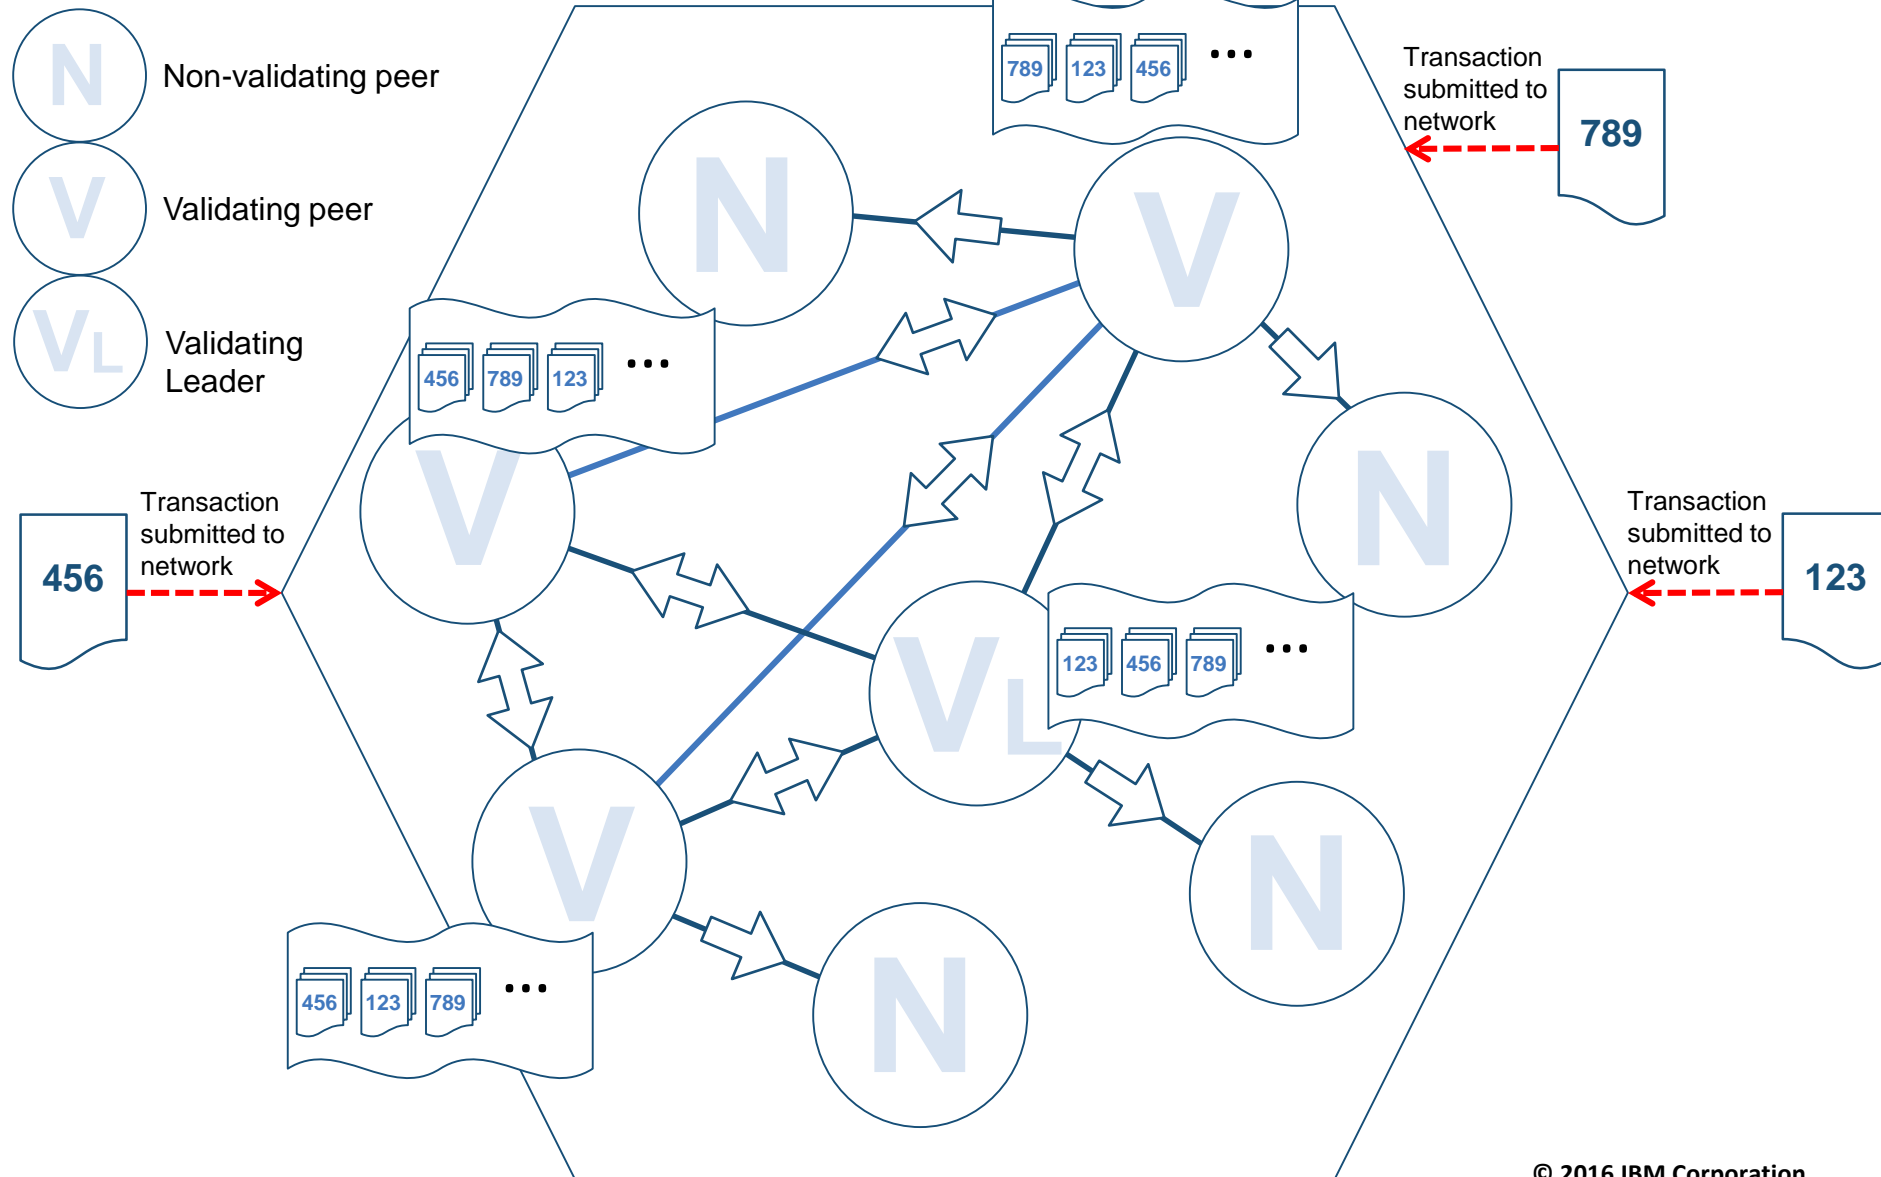 N
Non-validating peer
V
Validating peer
VL
Validating
Leader
789 123 456 ...
Transaction
submitted to
network
789
N
V
456 789 123 ...
V
N
Transaction
submitted to
network
456
Transaction
submitted to
network
123
VL
123 456 789 ...
V
N
456 123 789 ...
N
© 2016 IBM Corporation